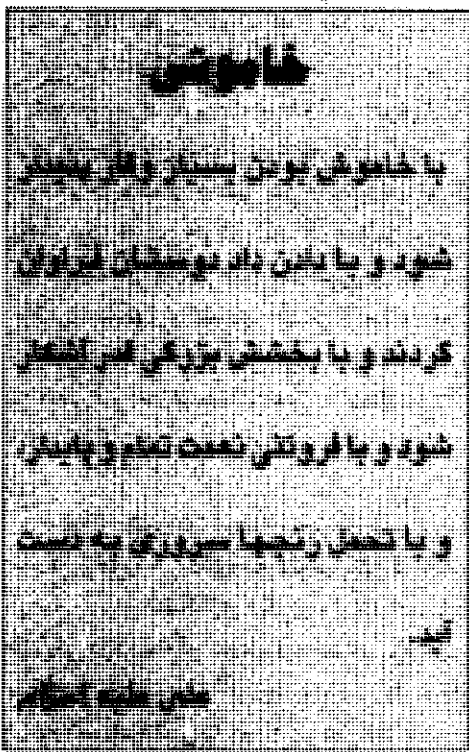 خاموشی
با خاموش بودن بسیار وقار پدیدار
شود و با دادن داد دوستان فراوان
گردند و با بخشش بزرگی قدر آشکار
شود و با فروتنی نعمت تمام و پایدار،
و با تحمل رنجها سروری به دست
آید.
علی علیه السلام